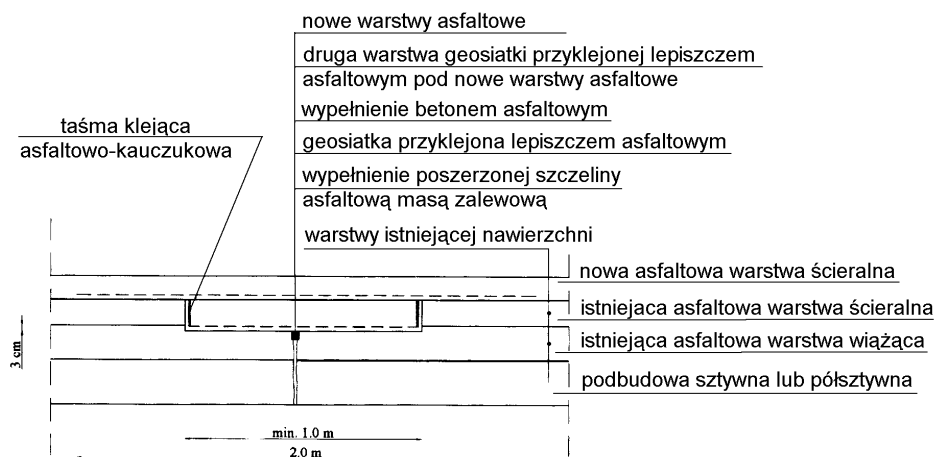 nowe warstwy asfaltowe
druga warstwa geosiatki przyklejonej lepiszczem
asfaltowym pod nowe warstwy asfaltowe
wypełnienie betonem asfaltowym
taśma klejąca
asfaltowo-kauczukowa
geosiatka przyklejona lepiszczem asfaltowym
wypełnienie poszerzonej szczeliny
asfaltową masą zalewową
warstwy istniejącej nawierzchni
nowa asfaltowa warstwa ścieralna
istniejaca asfaltowa warstwa ścieralna
istniejąca asfaltowa warstwa wiążąca
podbudowa sztywna lub półsztywna
3 cm
min. 1.0 m
2.0 m